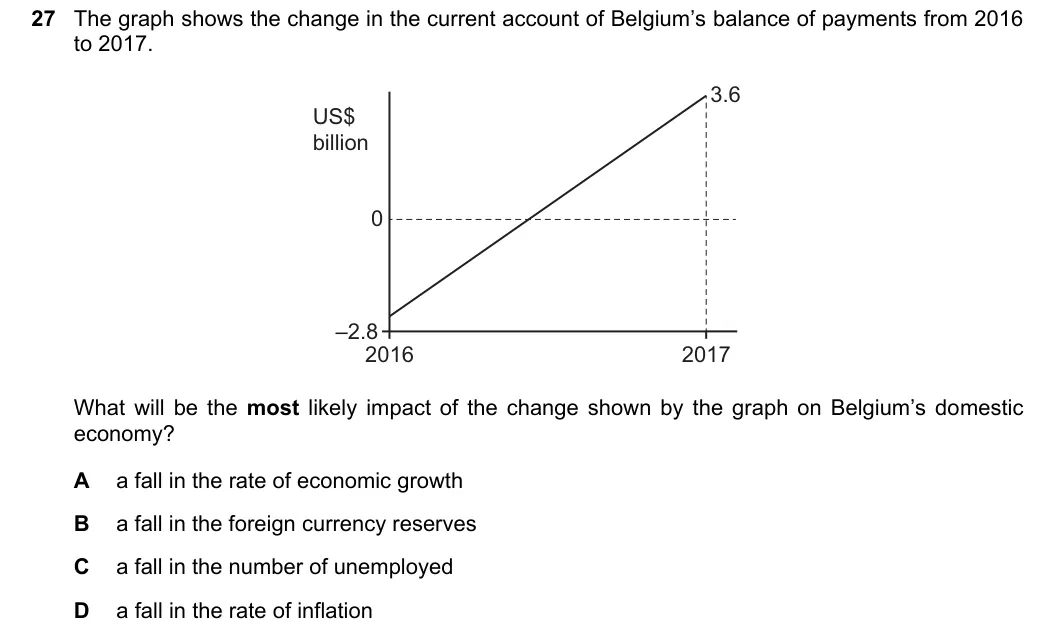 27 The graph shows the change in the current account of Belgium’s balance of payments from 2016
to 2017.
3.6
US$
billion
0
–2.8
2016 2017
What will be the most likely impact of the change shown by the graph on Belgium’s domestic
economy?
A a fall in the rate of economic growth
B a fall in the foreign currency reserves
C a fall in the number of unemployed
D a fall in the rate of inflation